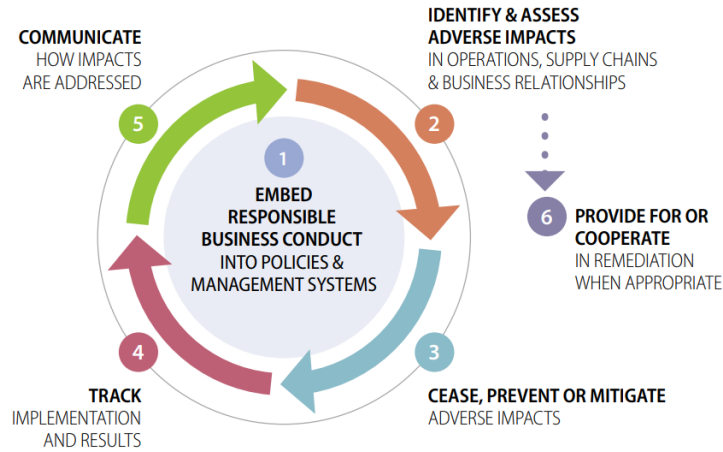 1
EMBED
RESPONSIBLE
BUSINESS CONDUCT
INTO POLICIES &
MANAGEMENT SYSTEMS
2
IDENTIFY & ASSESS
ADVERSE IMPACTS
IN OPERATIONS, SUPPLY CHAINS
& BUSINESS RELATIONSHIPS
3
CEASE, PREVENT OR MITIGATE
ADVERSE IMPACTS
4
TRACK
IMPLEMENTATION
AND RESULTS
5
COMMUNICATE
HOW IMPACTS
ARE ADDRESSED
6
PROVIDE FOR OR
COOPERATE
IN REMEDIATION
WHEN APPROPRIATE